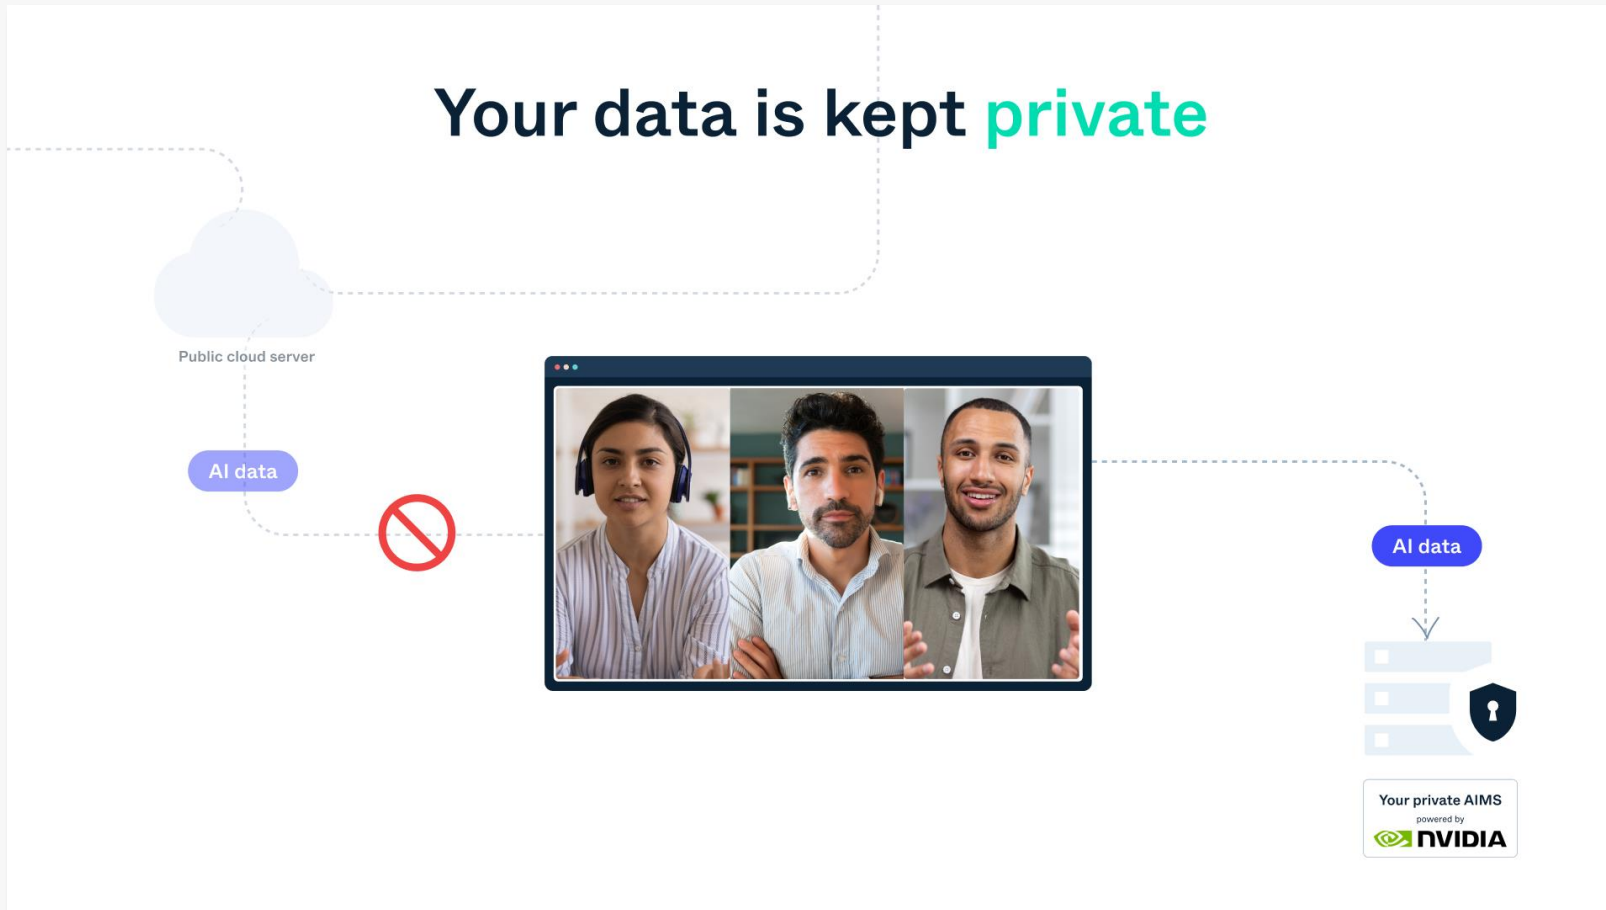 Your data is kept private
Public cloud server
AI data
AI data
Your private AIMS
powered by
NVIDIA